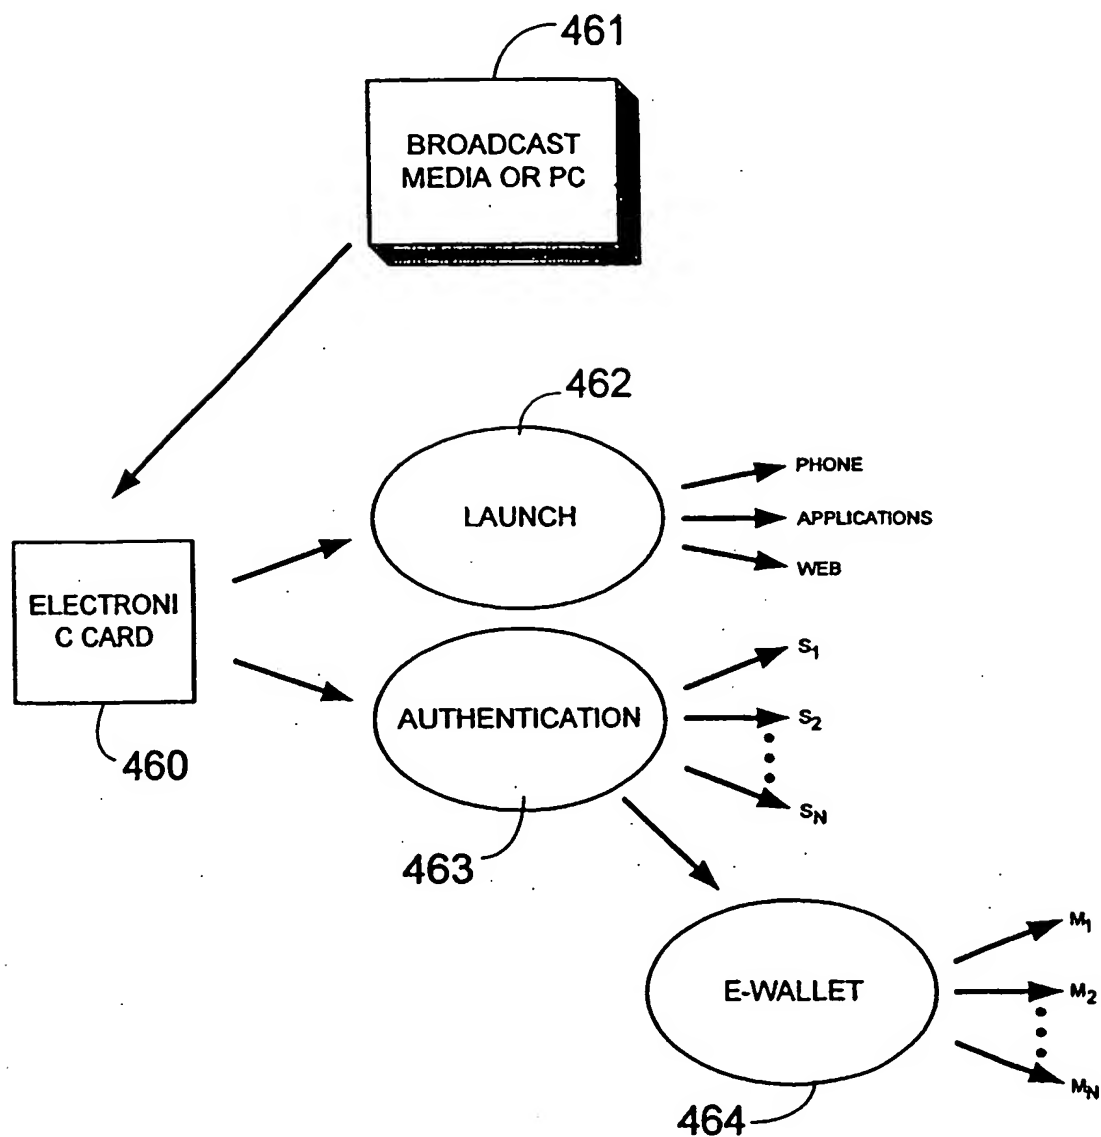 461
BROADCAST
MEDIA OR PC
462
LAUNCH
PHONE
APPLICATIONS
WEB
ELECTRONI
C CARD
460
AUTHENTICATION
S1
S2
SN
463
E-WALLET
M1
M2
MN
464